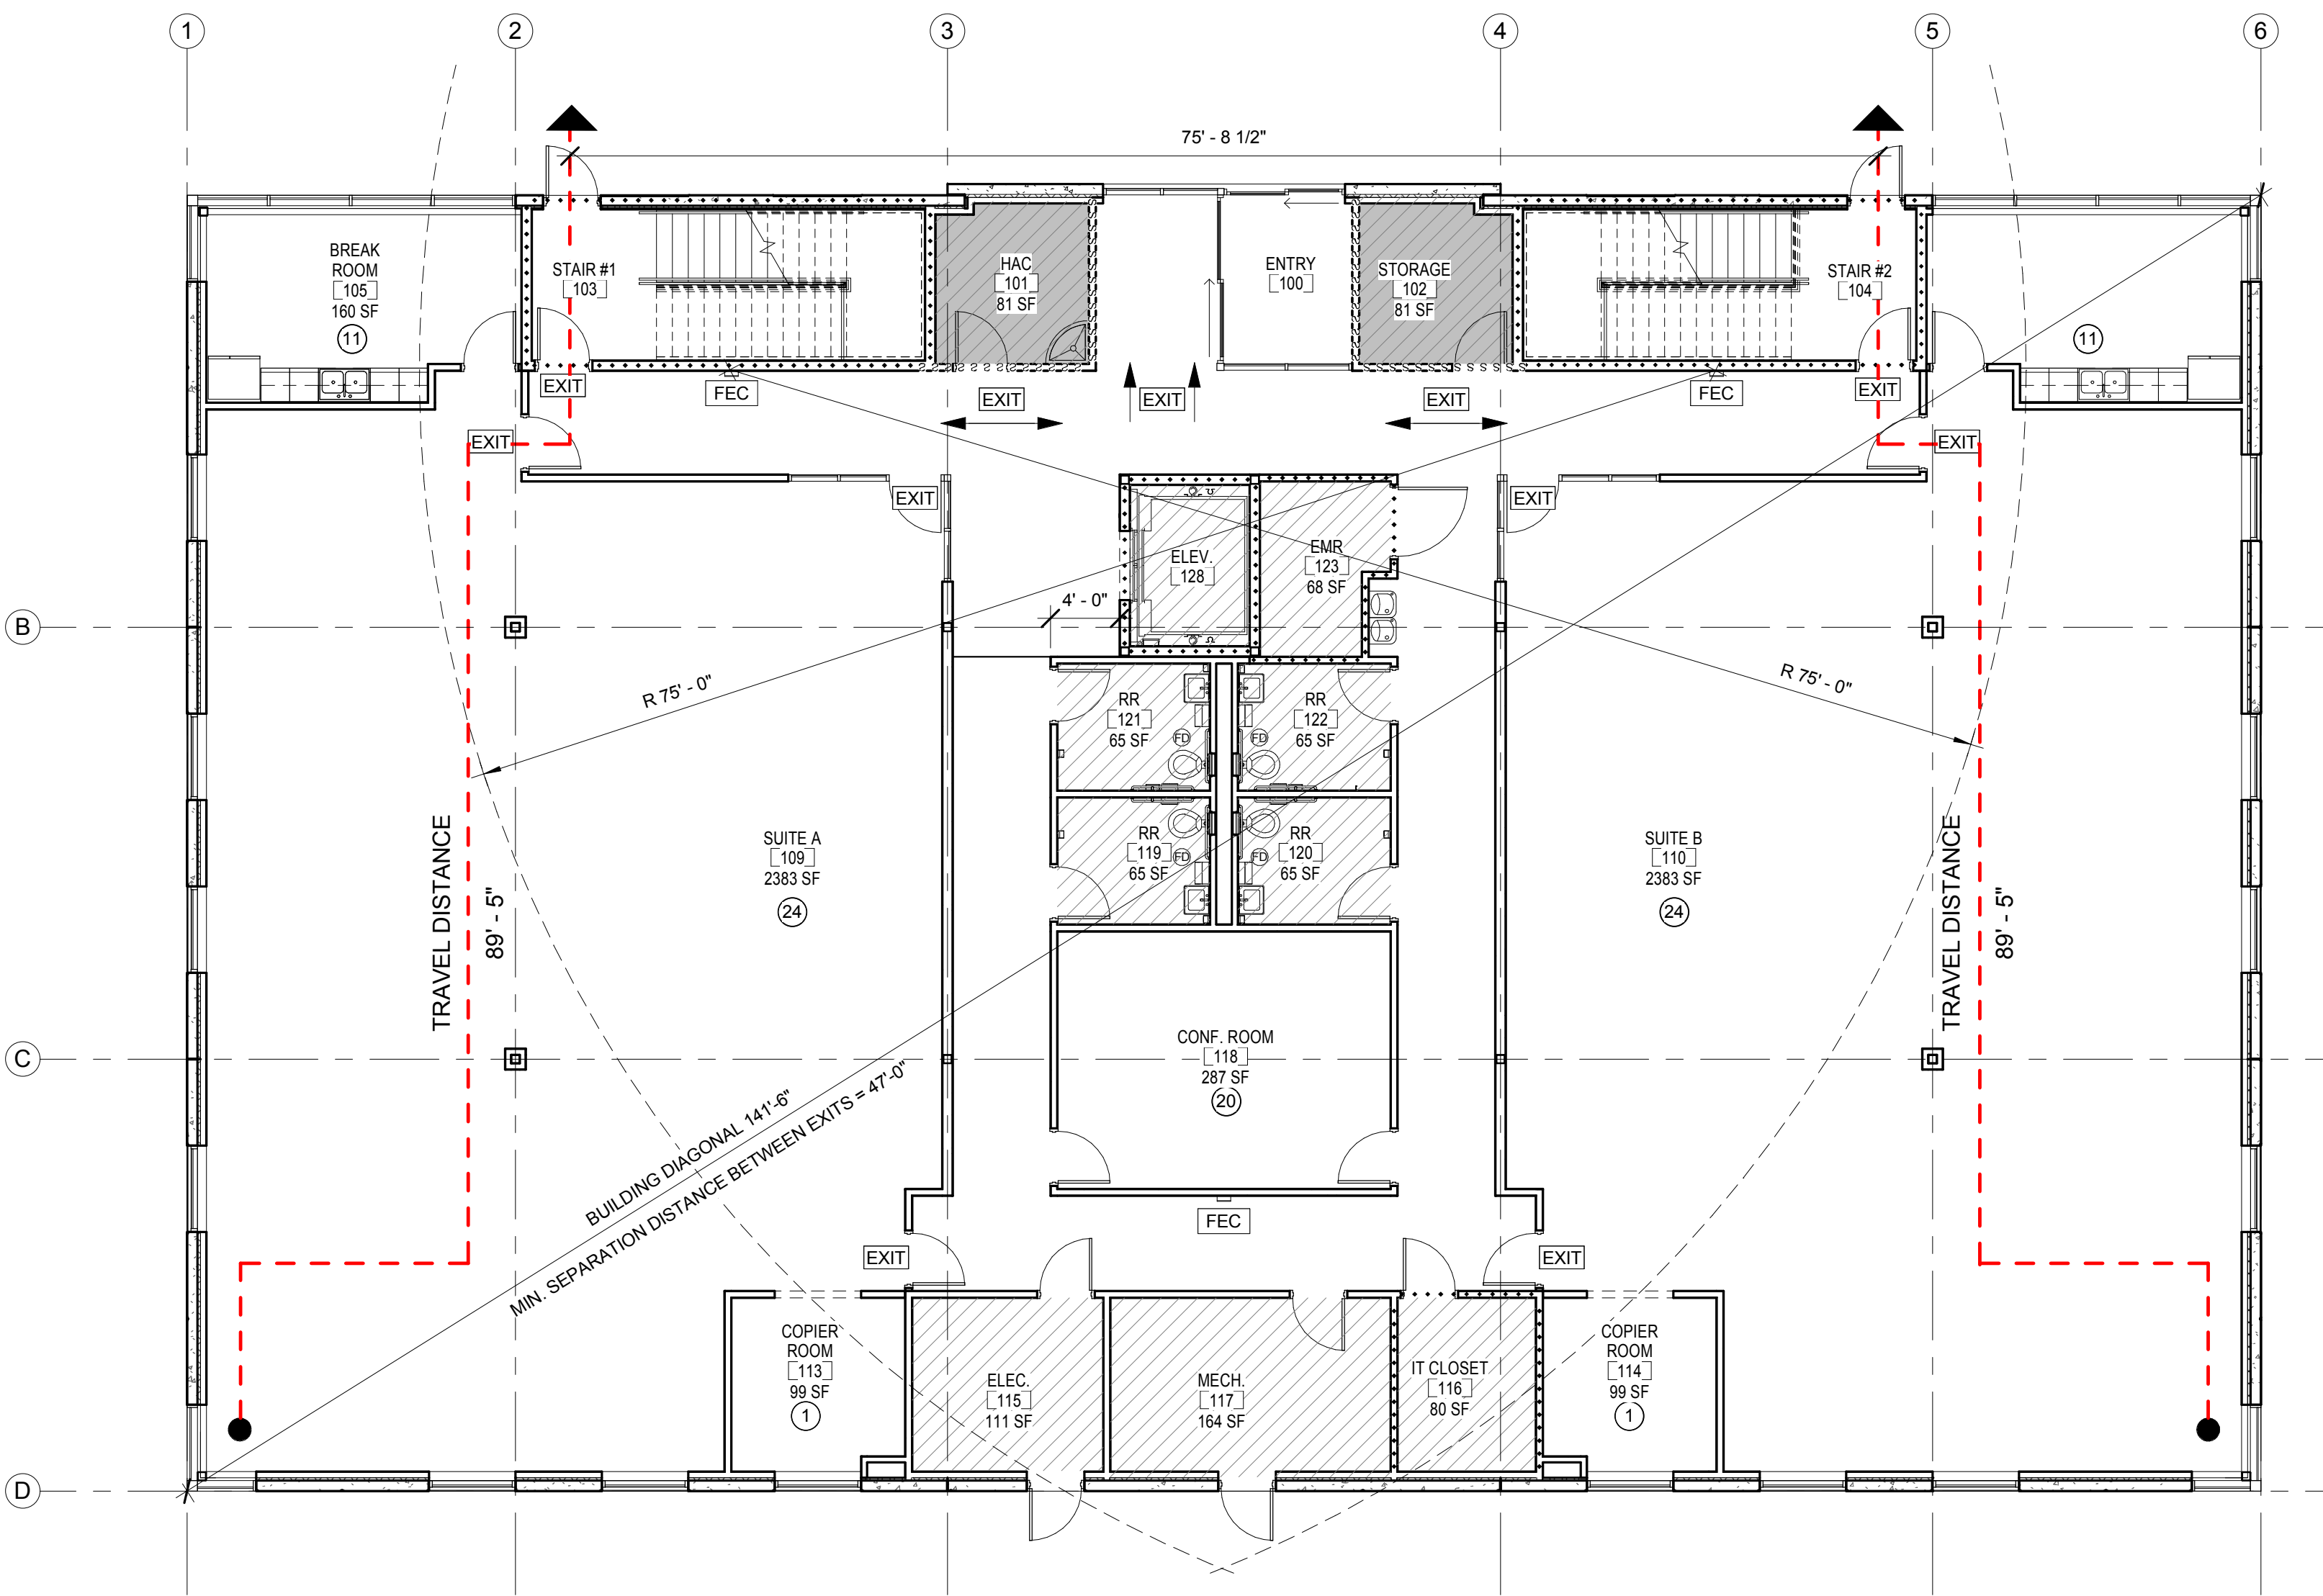 1
2
3
4
5
6
75' - 8 1/2"
BREAK
ROOM
105
160 SF
11
STAIR #1
103
HAC
101
81 SF
ENTRY
100
STORAGE
102
81 SF
STAIR #2
104
11
EXIT
FEC
EXIT
EXIT
EXIT
FEC
EXIT
EXIT
EXIT
EXIT
EXIT
ELEV.
128
EMR
123
68 SF
4' - 0"
B
R 75' - 0"
R 75' - 0"
RR
121
65 SF
FD
RR
122
65 SF
FD
TRAVEL DISTANCE
89' - 5"
SUITE A
109
2383 SF
24
RR
119
65 SF
FD
RR
120
65 SF
FD
SUITE B
110
2383 SF
24
TRAVEL DISTANCE
89' - 5"
C
CONF. ROOM
118
287 SF
20
BUILDING DIAGONAL 141'-6"
MIN. SEPARATION DISTANCE BETWEEN EXITS = 47'-0"
FEC
EXIT
EXIT
COPIER
ROOM
113
99 SF
1
ELEC.
115
111 SF
MECH.
117
164 SF
IT CLOSET
116
80 SF
COPIER
ROOM
114
99 SF
1
D